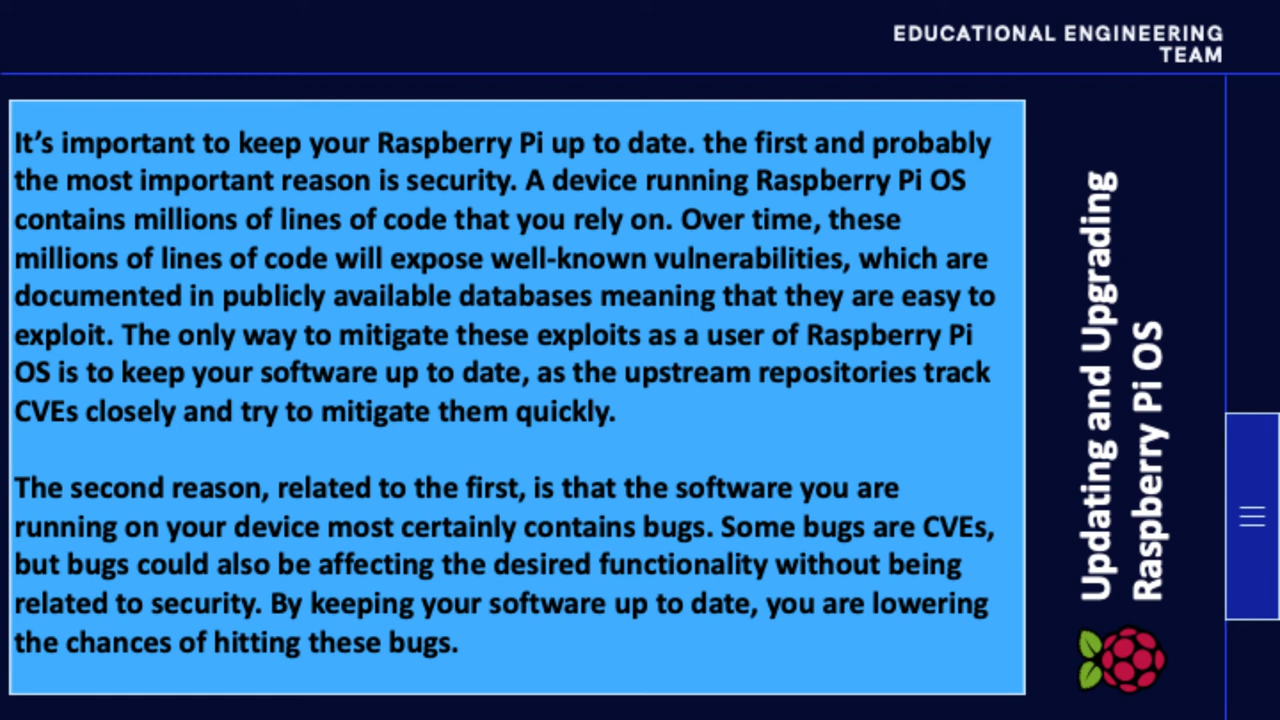 EDUCATIONAL ENGINEERING
TEAM
It's important to keep your Raspberry Pi up to date. the first and probably
the most important reason is security. A device running Raspberry Pi OS
contains millions of lines of code that you rely on. Over time, these
millions of lines of code will expose well-known vulnerabilities, which are
documented in publicly available databases meaning that they are easy to
exploit. The only way to mitigate these exploits as a user of Raspberry Pi
OS is to keep your software up to date, as the upstream repositories track
CVEs closely and try to mitigate them quickly.
The second reason, related to the first, is that the software you are
running on your device most certainly contains bugs. Some bugs are CVEs,
but bugs could also be affecting the desired functionality without being
related to security. By keeping your software up to date, you are lowering
the chances of hitting these bugs.
Updating and Upgrading
Raspberry Pi OS